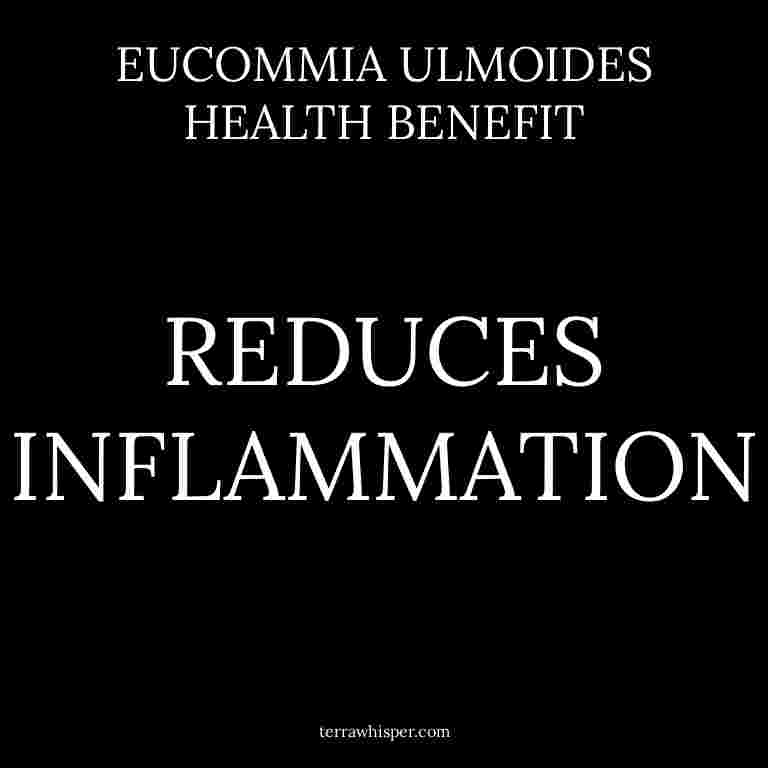 EUCOMMIA ULMOIDES
HEALTH BENEFIT
REDUCES
INFLAMMATION
terrawhisper.com